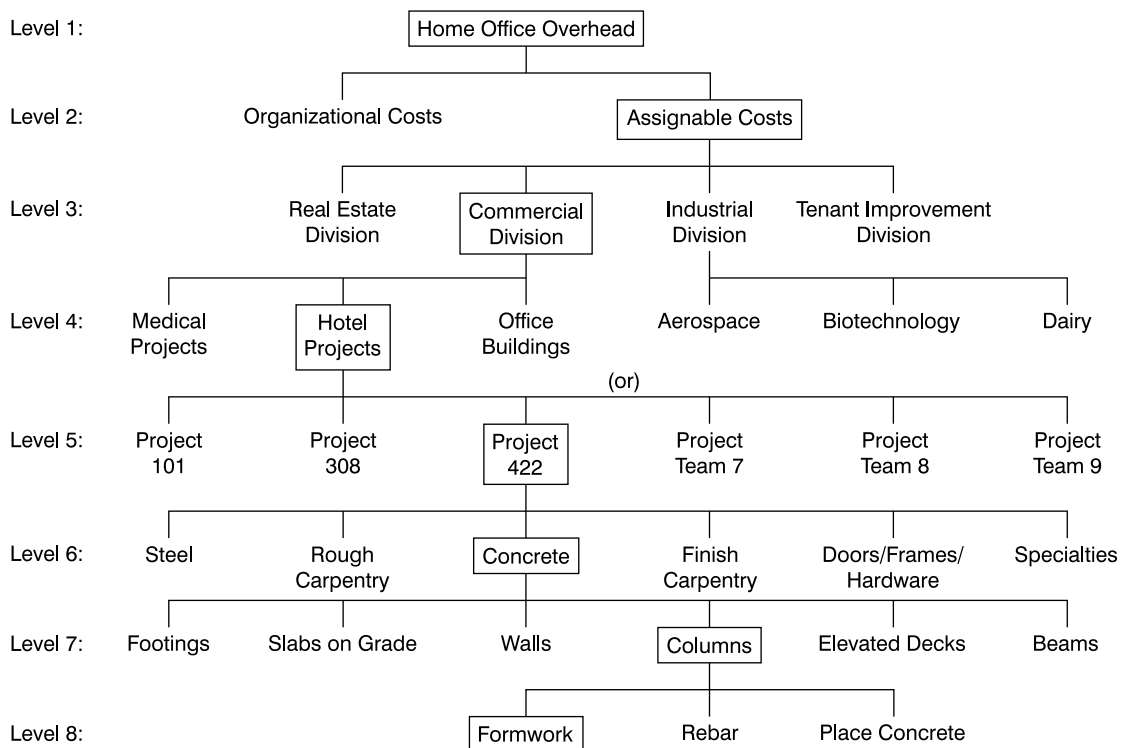 Level 1: Home Office Overhead
Level 2: Organizational Costs Assignable Costs
Level 3: Real Estate Commercial Industrial Tenant Improvement
Division Division Division Division
Level 4: Medical Hotel Office Aerospace Biotechnology Dairy
Projects Projects Buildings
(or)
Level 5: Project Project Project Project Project Project
101 308 422 Team 7 Team 8 Team 9
Level 6: Steel Rough Concrete Finish Doors/Frames/ Specialties
Carpentry Carpentry Hardware
Level 7: Footings Slabs on Grade Walls Columns Elevated Decks Beams
Level 8: Formwork Rebar Place Concrete